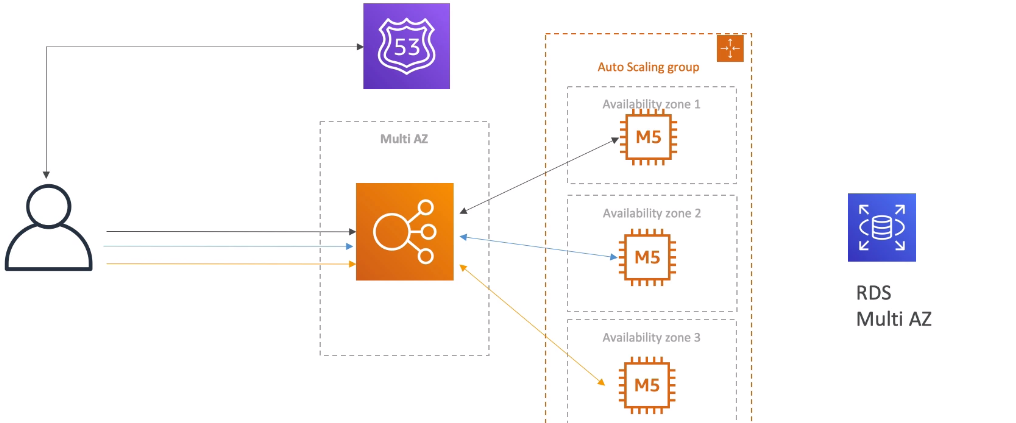 53
Auto Scaling group
Availability zone 1
M5
Multi AZ
Availability zone 2
M5
RDS
Multi AZ
Availability zone 3
M5